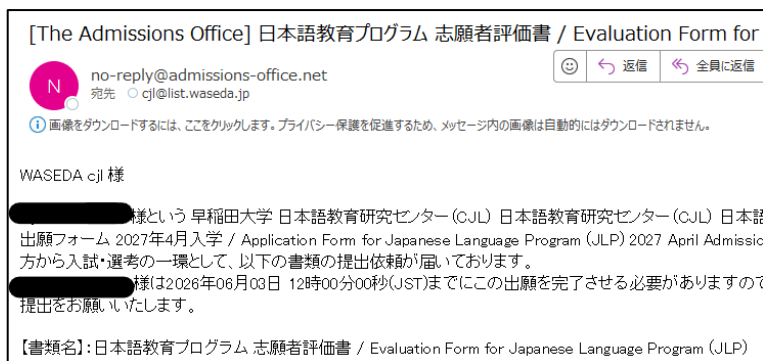 [The Admissions Office] 日本語教育プログラム 志願者評価書 / Evaluation Form for
N
no-reply@admissions-office.net
宛先 cjl@list.waseda.jp
返信
全員に返信
画像をダウンロードするには、ここをクリックします。プライバシー保護を促進するため、メッセージ内の画像は自動的にはダウンロードされません。
WASEDA cjl 様
様という 早稲田大学 日本語教育研究センター(CJL) 日本語教育研究センター(CJL) 日本語
出願フォーム 2027年4月入学 / Application Form for Japanese Language Program (JLP) 2027 April Admissio
方から入試・選考の一環として、以下の書類の提出依頼が届いております。
様は2026年06月03日 12時00分00秒(JST)までにこの出願を完了させる必要がありますので
提出をお願いいたします。
【書類名】:日本語教育プログラム 志願者評価書 / Evaluation Form for Japanese Language Program (JLP)